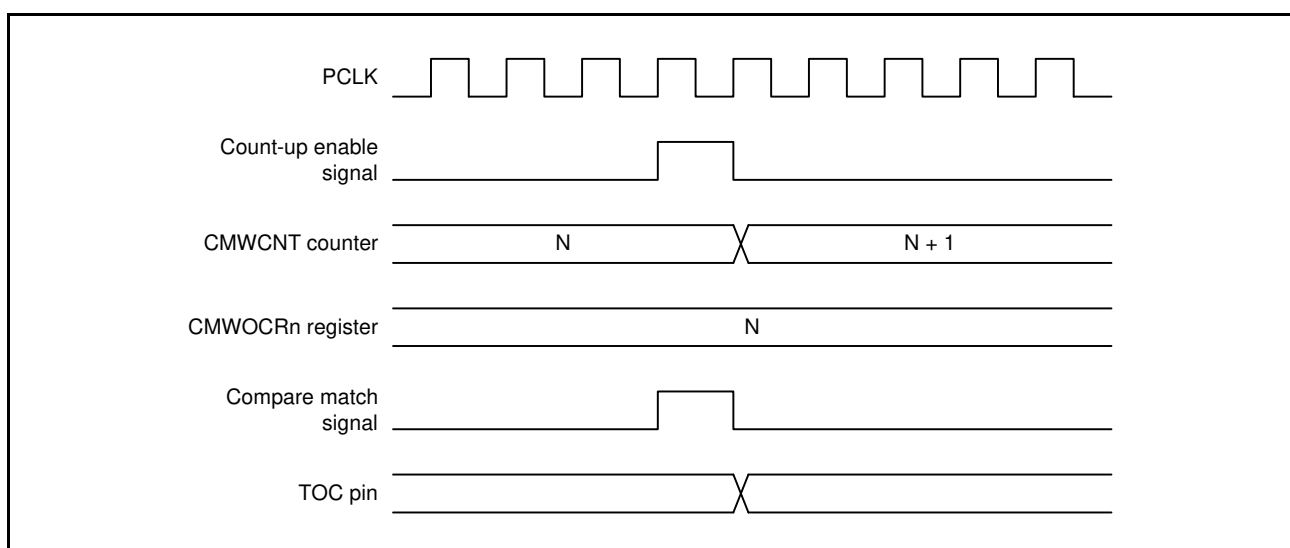 PCLK
Count-up enable
signal
CMWCNT counter
N
N + 1
CMWOCRn register
N
Compare match
signal
TOC pin